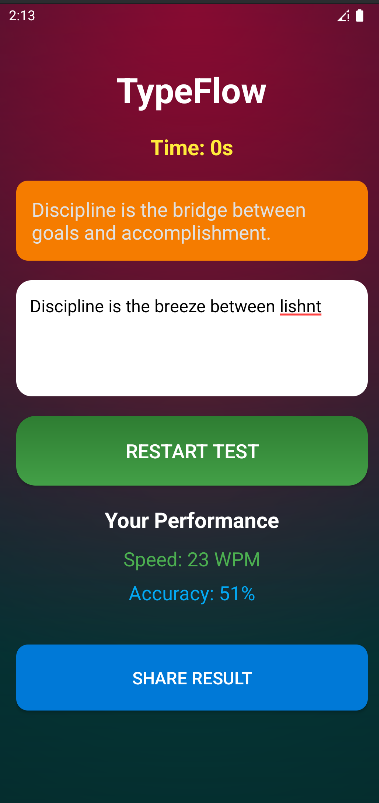 2:13
TypeFlow
Time: 0s
Discipline is the bridge between
goals and accomplishment.
Discipline is the breeze between lishnt
RESTART TEST
Your Performance
Speed: 23 WPM
Accuracy: 51%
SHARE RESULT